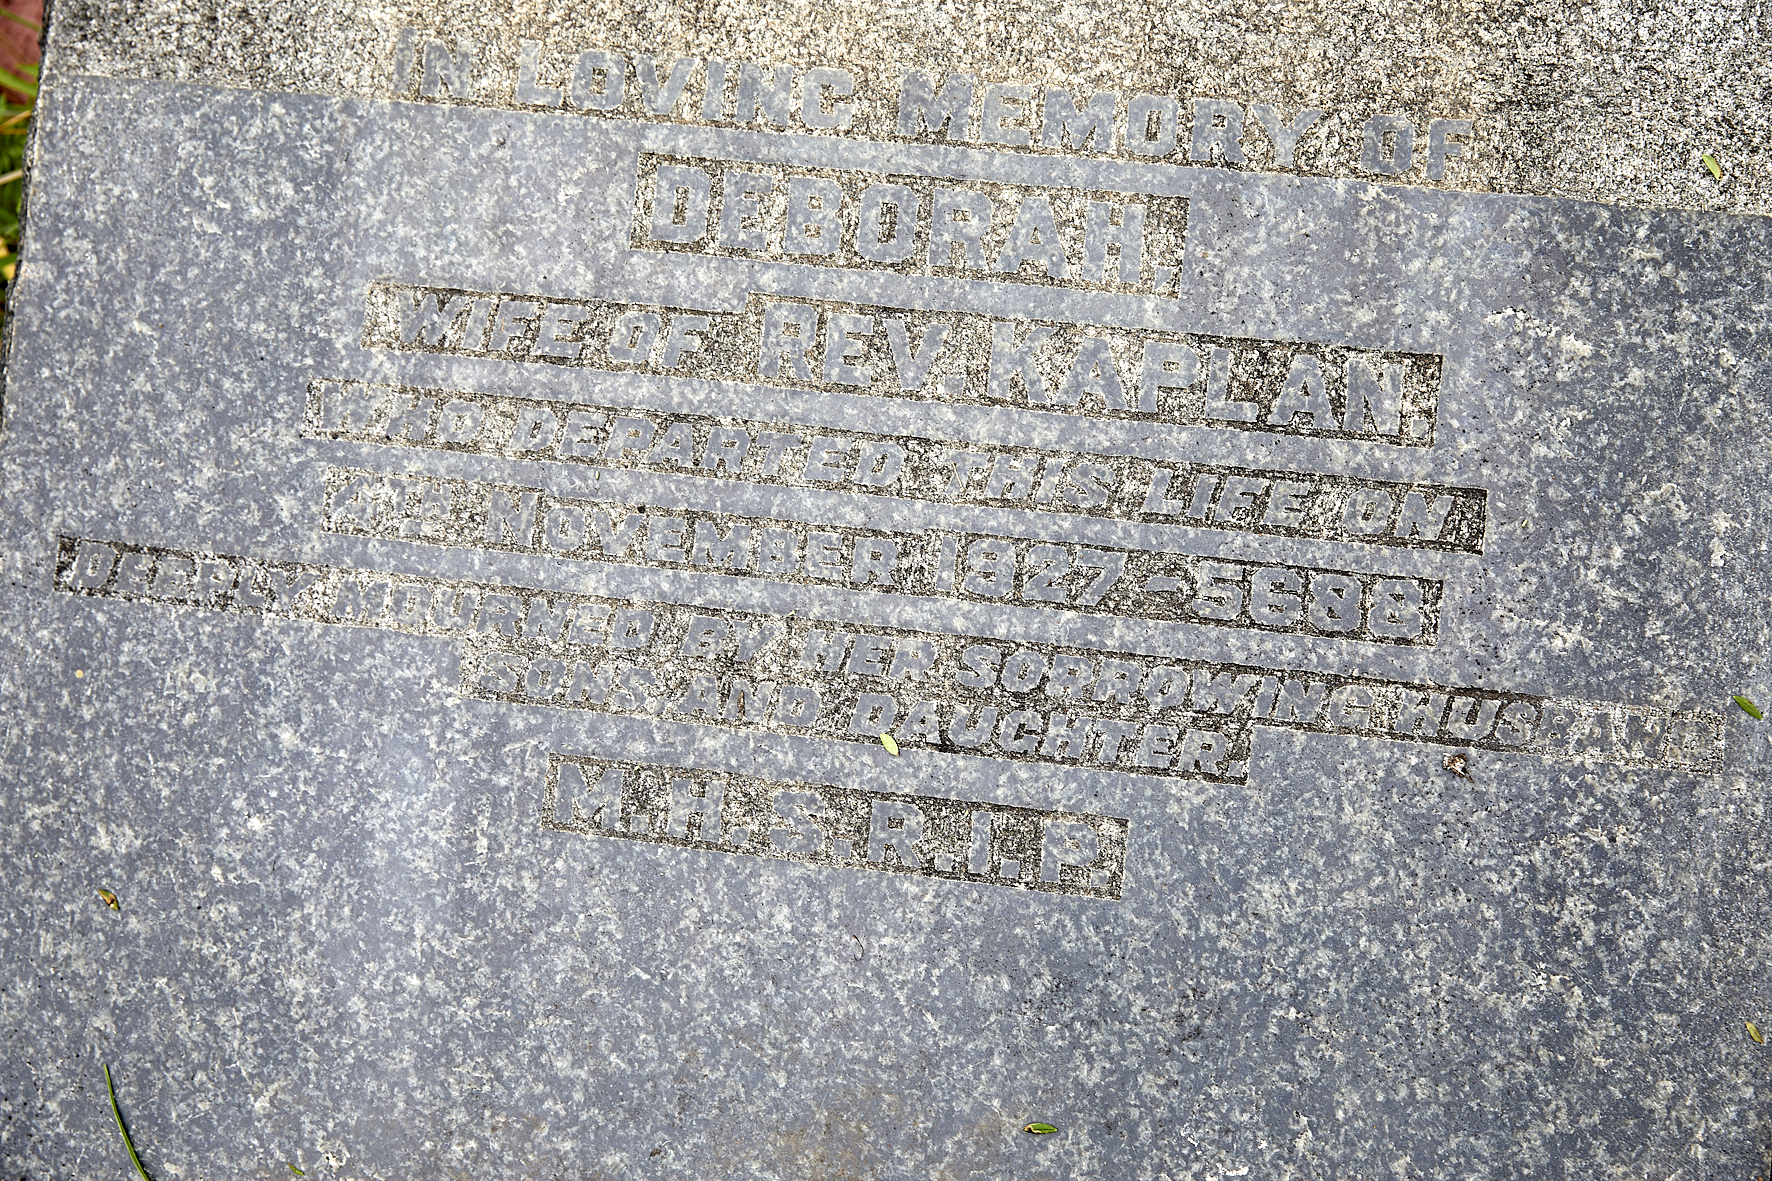 IN LOVING MEMORY OF
DEBORAH,
WIFE OF REV. KAPLAN.
WHO DEPARTED THIS LIFE ON
4TH NOVEMBER 1927 - 5688
DEEPLY MOURNED BY HER SORROWING HUSBAND
SONS AND DAUGHTER.
M.H.S.R.I.P.